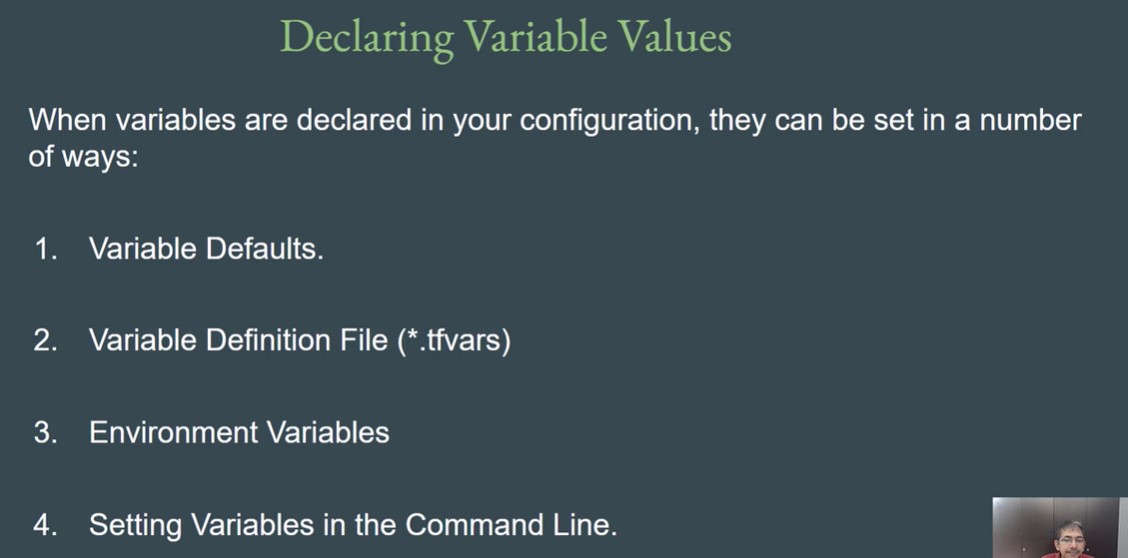 Declaring Variable Values
When variables are declared in your configuration, they can be set in a number
of ways:
1. Variable Defaults.
2. Variable Definition File (*.tfvars)
3. Environment Variables
4. Setting Variables in the Command Line.